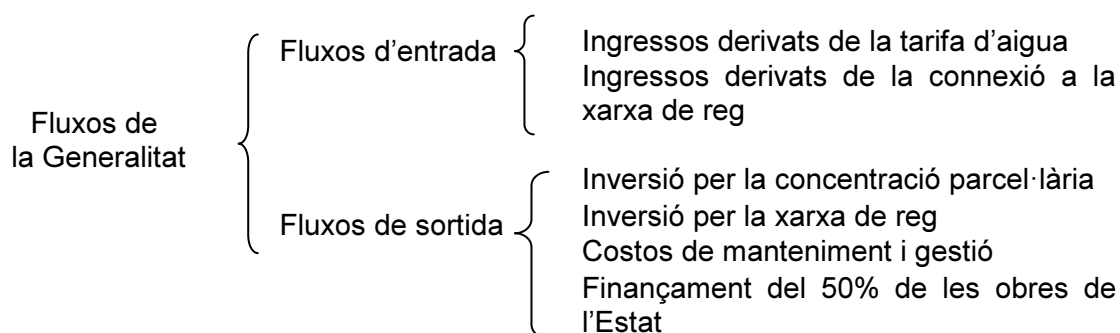 Fluxos de
la Generalitat
Fluxos d’entrada
Ingressos derivats de la tarifa d’aigua
Ingressos derivats de la connexió a la
xarxa de reg
Fluxos de sortida
Inversió per la concentració parcel·lària
Inversió per la xarxa de reg
Costos de manteniment i gestió
Finançament del 50% de les obres de
l’Estat